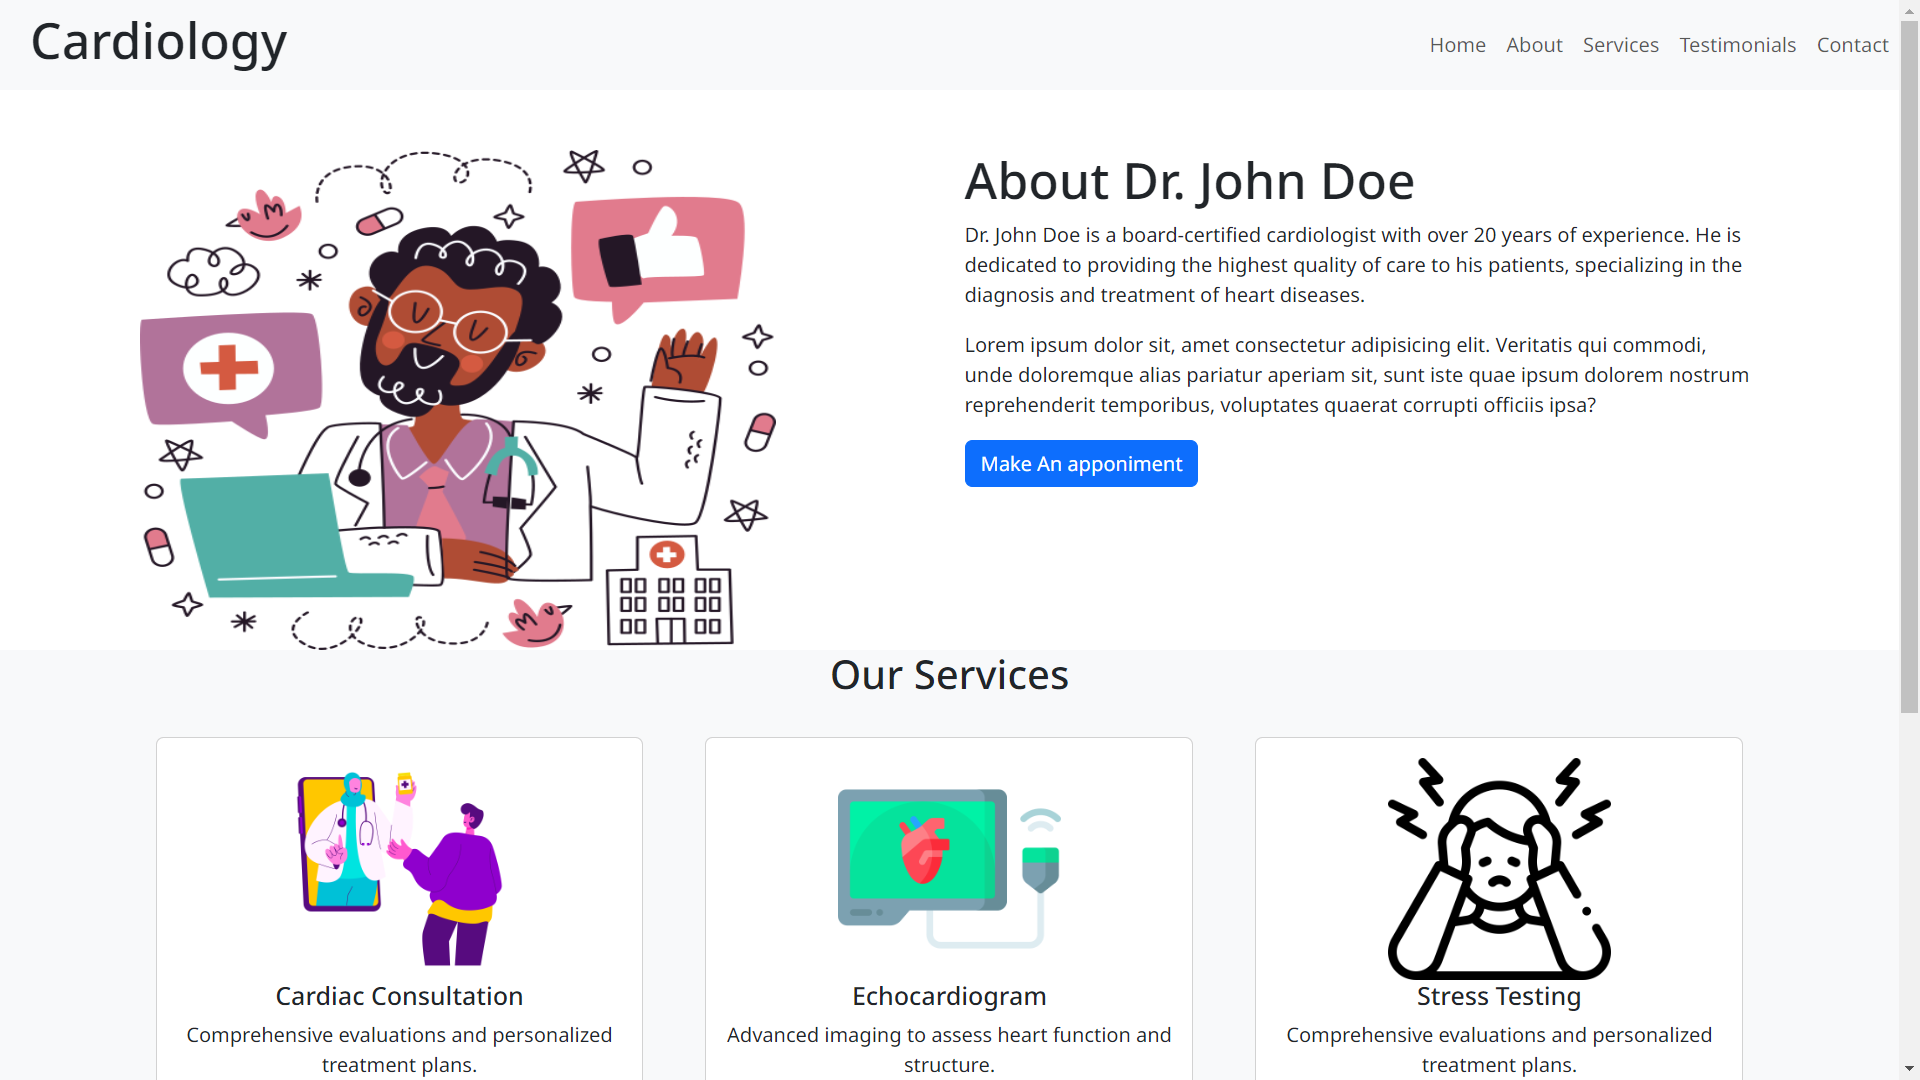 Cardiology
Home About Services Testimonials Contact
About Dr. John Doe
Dr. John Doe is a board-certified cardiologist with over 20 years of experience. He is
dedicated to providing the highest quality of care to his patients, specializing in the
diagnosis and treatment of heart diseases.
Lorem ipsum dolor sit, amet consectetur adipisicing elit. Veritatis qui commodi,
unde doloremque alias pariatur aperiam sit, sunt iste quae ipsum dolorem nostrum
reprehenderit temporibus, voluptates quaerat corrupti officiis ipsa?
Make An apponiment
Our Services
Cardiac Consultation
Comprehensive evaluations and personalized
treatment plans.
Echocardiogram
Advanced imaging to assess heart function and
structure.
Stress Testing
Comprehensive evaluations and personalized
treatment plans.